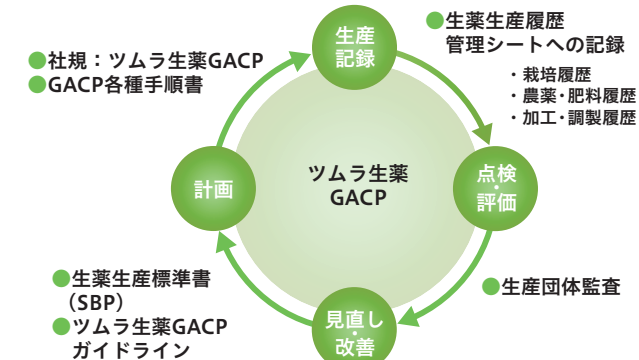 生産
記録
●生薬生産履歴
管理シートへの記録
・栽培履歴
・農薬・肥料履歴
・加工・調製履歴
●社規：ツムラ生薬GACP
●GACP各種手順書
計画
ツムラ生薬
GACP
点検
・
評価
●生産団体監査
●生薬生産標準書
（SBP）
●ツムラ生薬GACP
ガイドライン
見直し
・
改善